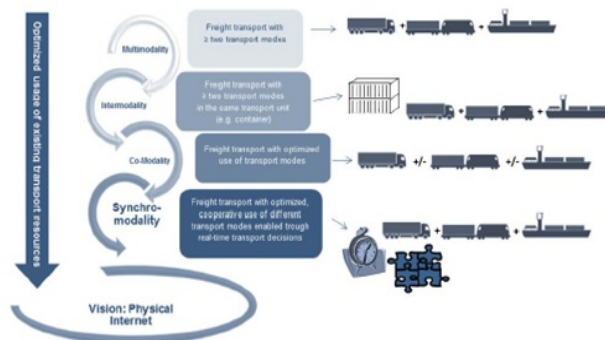 Optimized usage of existing transport resources
Multimodality
Freight transport with
≥ two transport modes
+
+
Intermodality
Freight transport with
≥ two transport modes
in the same transport unit
(e.g. container)
+
+
Co-Modality
Freight transport with optimized
use of transport modes
+/-
+/-
Synchro-
modality
Freight transport with optimized,
cooperative use of different
transport modes enabled trough
real-time transport decisions
+
+
Vision: Physical
Internet